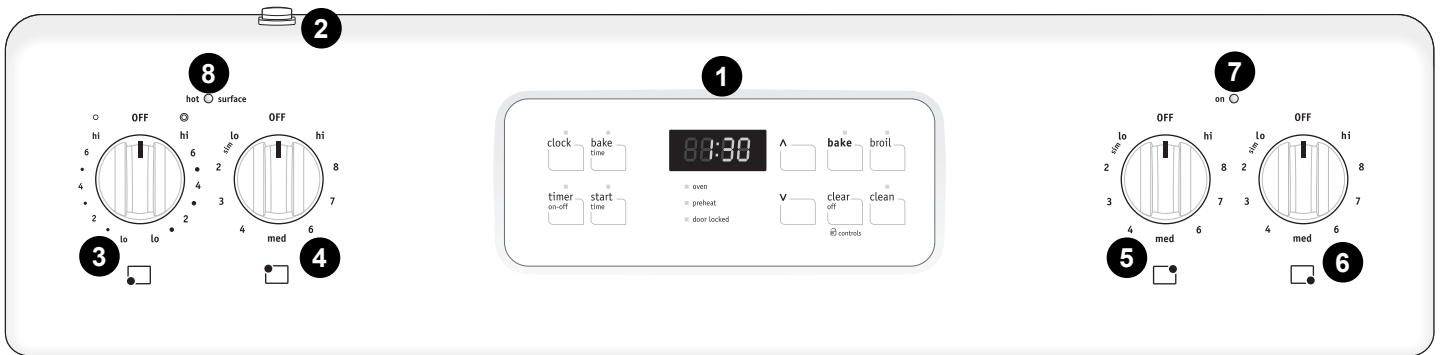 2
8
hot surface
OFF
hi hi
6 6
4 4
2 2
lo lo
3
OFF
lo hi
sim
2 8
3 7
4 6
med
4
1
clock bake
time
88:88
1:30
bake broil
timer start
on-off time
oven
preheat
door locked
clear clean
off
controls
7
on
OFF
lo hi
sim
2 8
3 7
4 6
med
5
OFF
lo hi
sim
2 8
3 7
4 6
med
6